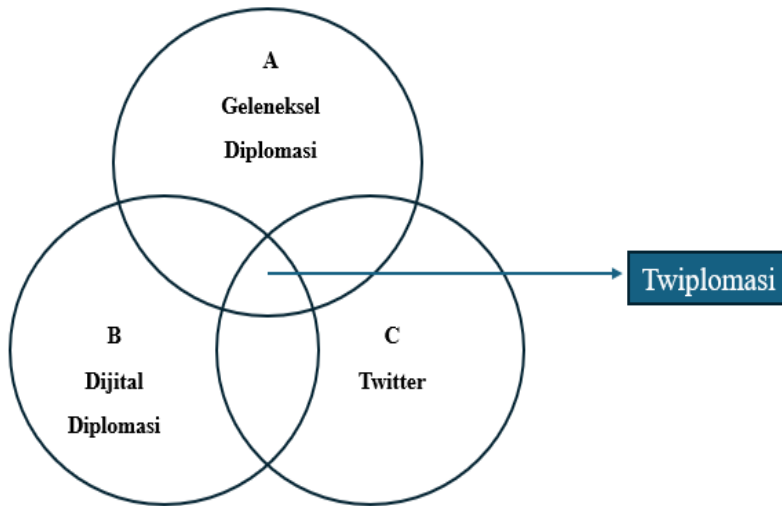 A
Geleneksel
Diplomasi
Twiplomasi
B
Dijital
Diplomasi
C
Twitter